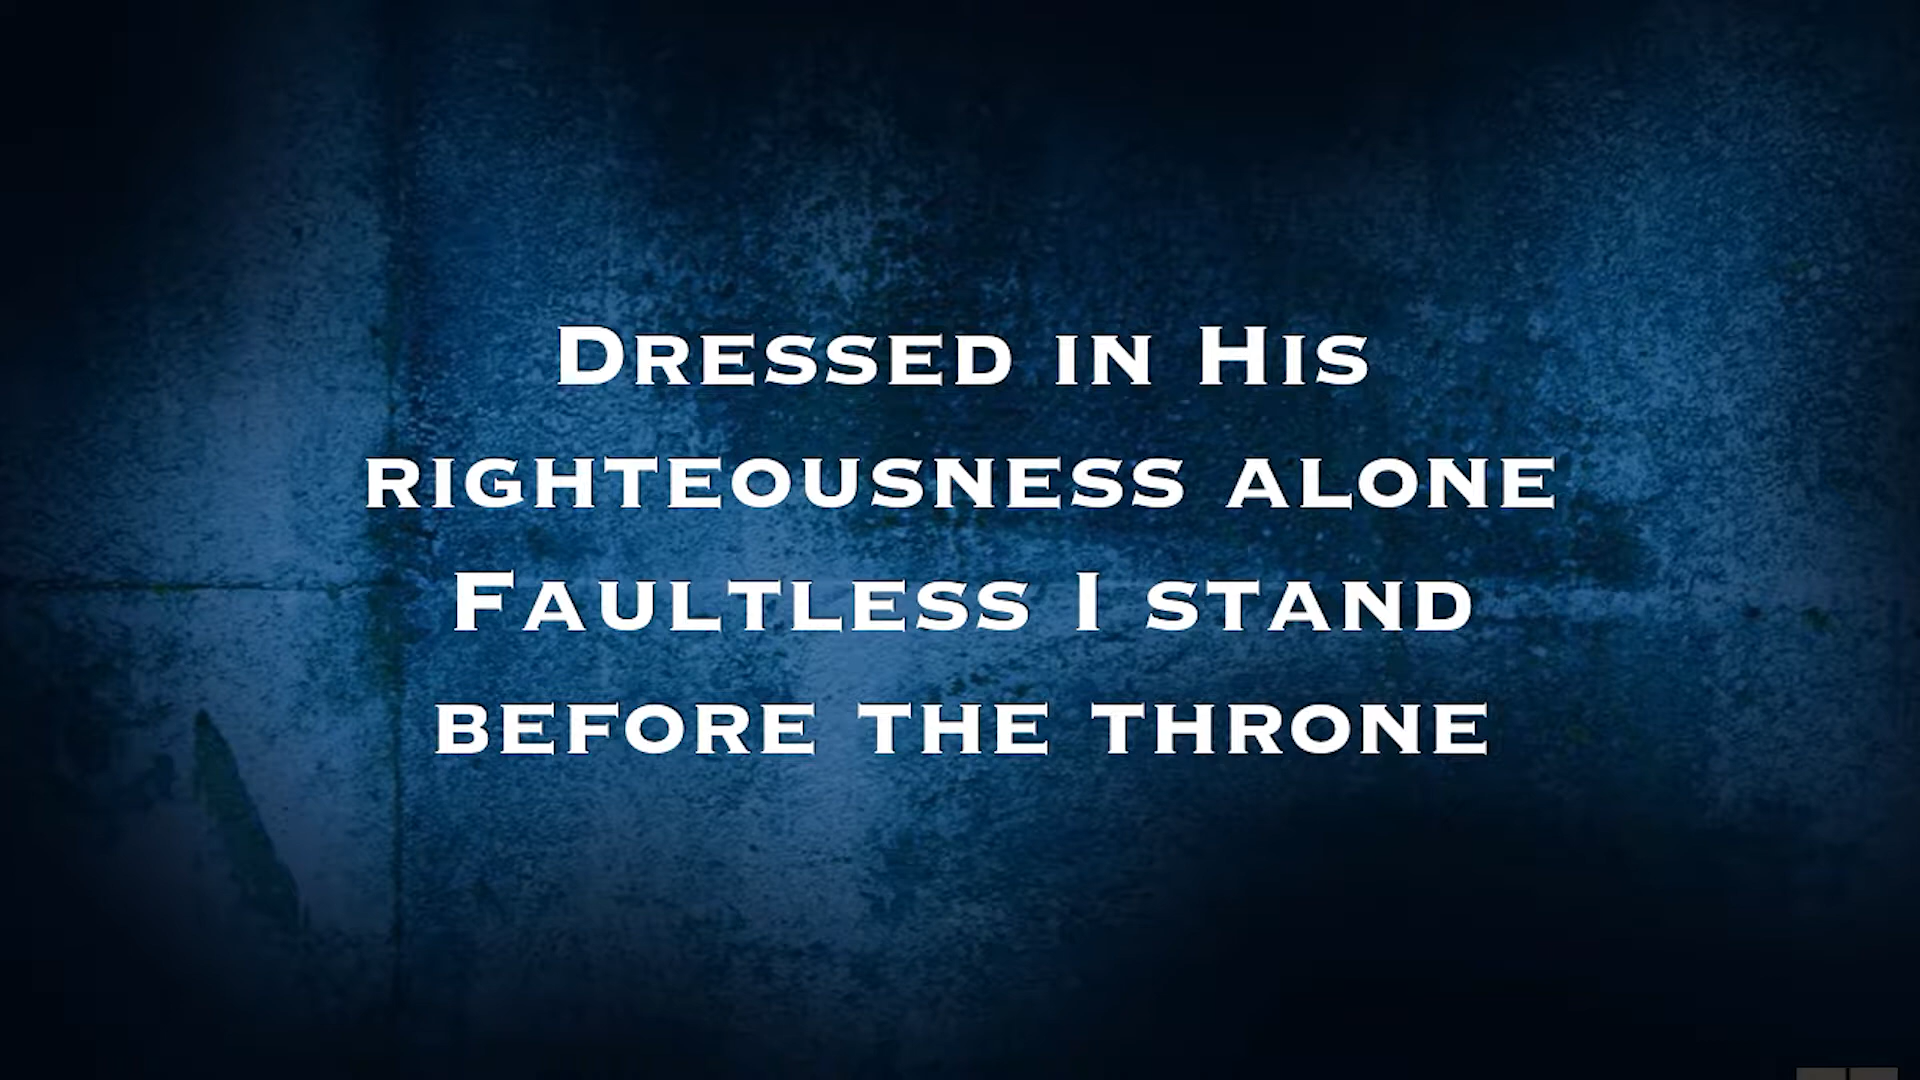 Dressed in His
righteousness alone
Faultless I stand
before the throne